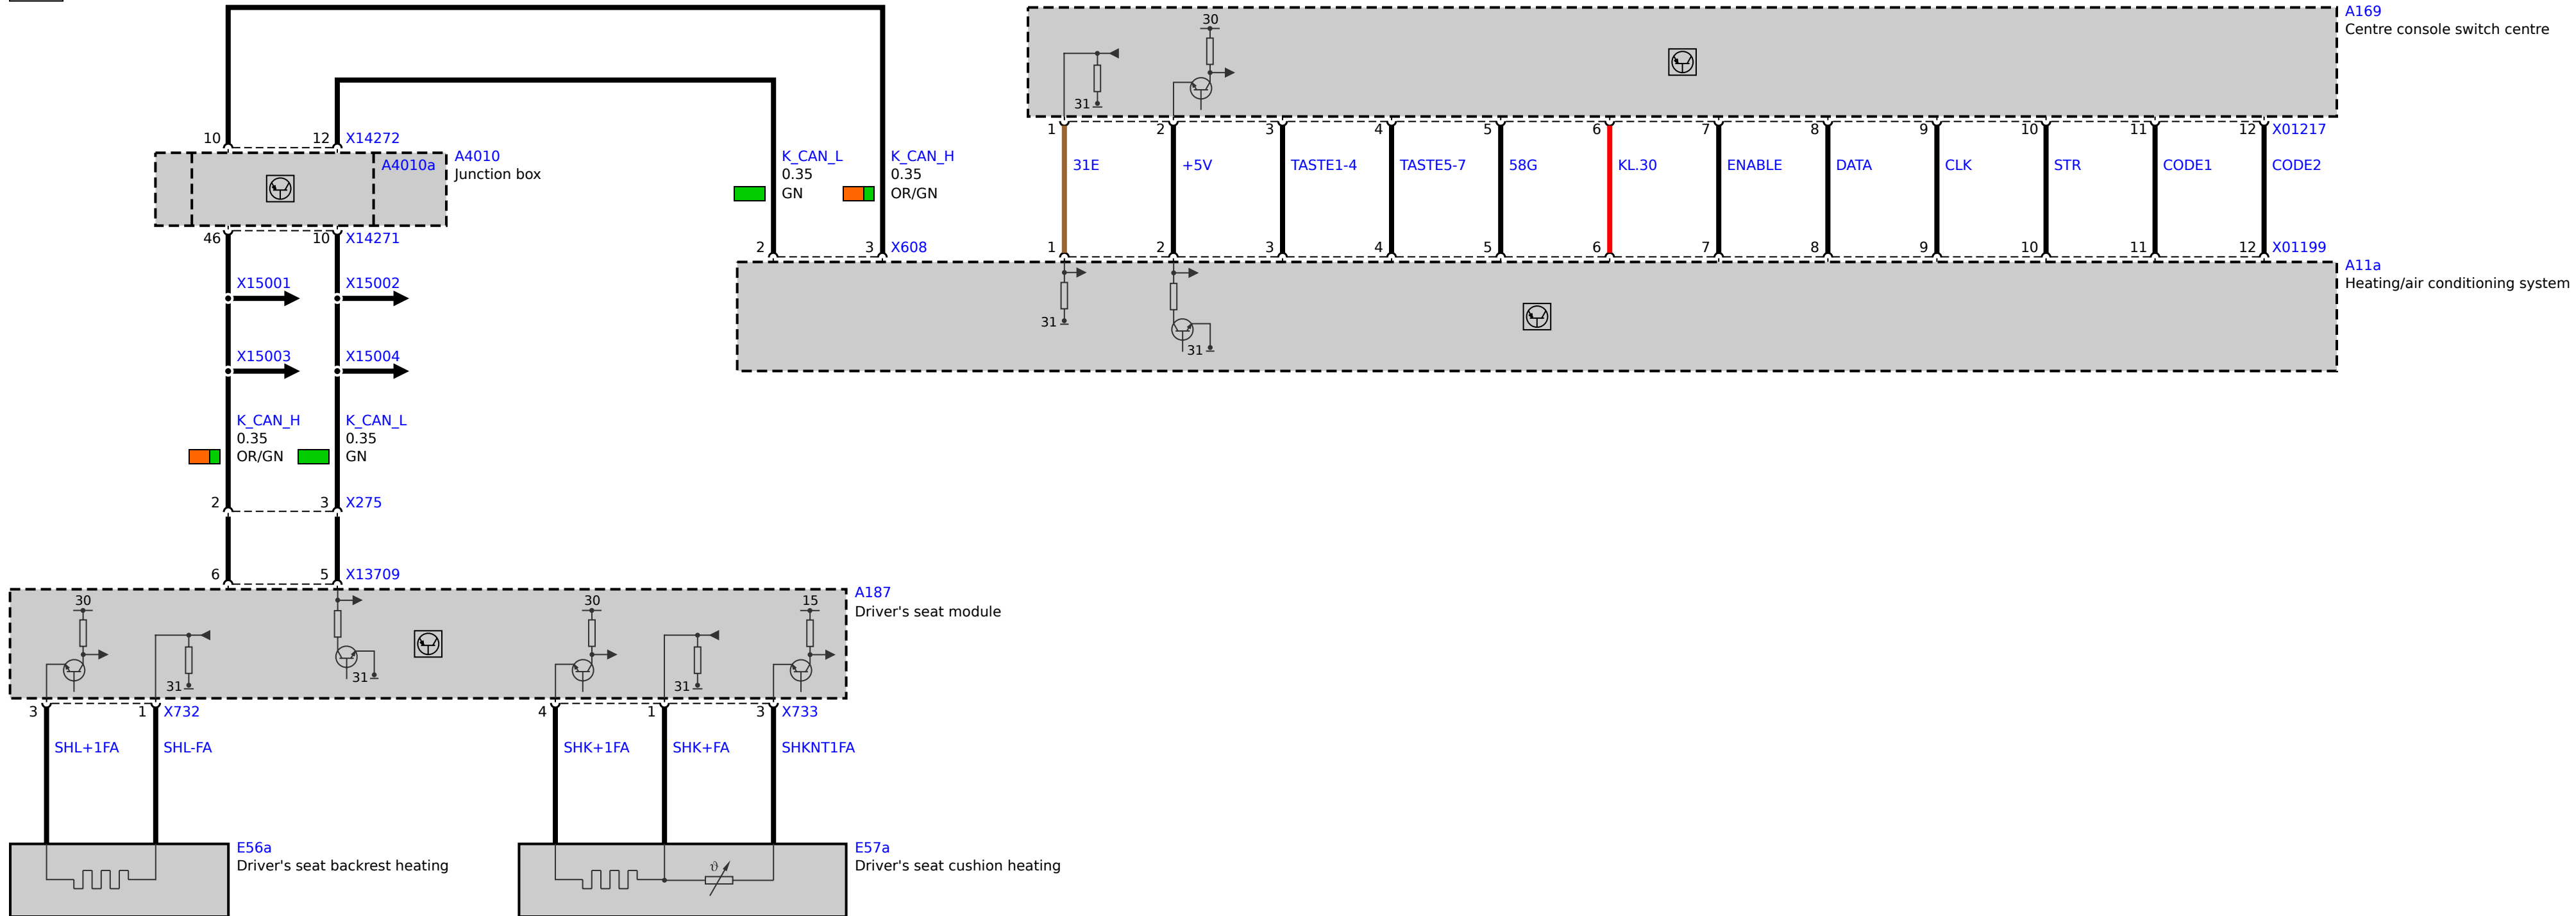 A169
Centre console switch centre
30
31
10
12
X14272
1
2
3
4
5
6
7
8
9
10
11
12
X01217
A4010a
A4010
Junction box
K_CAN_L
0.35
GN
K_CAN_H
0.35
OR/GN
31E
+5V
TASTE1-4
TASTE5-7
58G
KL.30
ENABLE
DATA
CLK
STR
CODE1
CODE2
46
10
X14271
2
3
X608
1
2
3
4
5
6
7
8
9
10
11
12
X01199
A11a
Heating/air conditioning system
X15001
X15002
31
31
X15003
X15004
K_CAN_H
0.35
OR/GN
K_CAN_L
0.35
GN
2
3
X275
6
5
X13709
A187
Driver's seat module
30
30
15
31
31
31
3
1
X732
4
1
3
X733
SHL+1FA
SHL-FA
SHK+1FA
SHK+FA
SHKNT1FA
E56a
Driver's seat backrest heating
E57a
Driver's seat cushion heating
ϑ